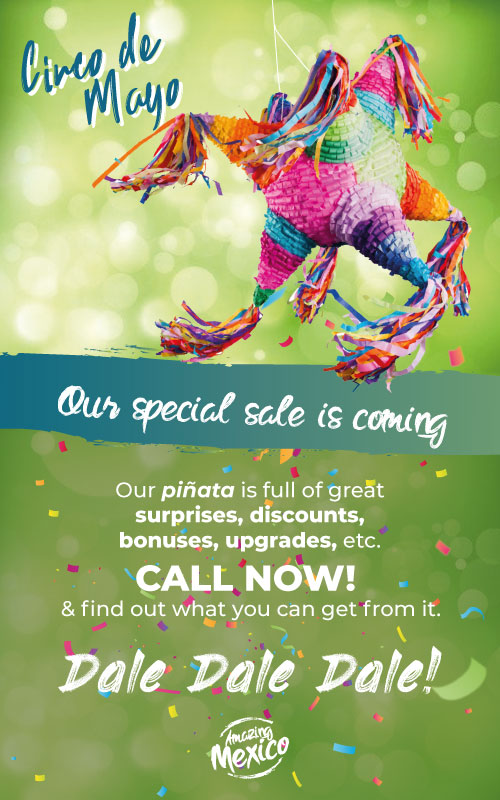 Cinco de
Mayo
Our special sale is coming
Our piñata is full of great
surprises, discounts,
bonuses, upgrades, etc.
CALL NOW!
& find out what you can get from it.
Dale Dale Dale!
Amazing
Mexico